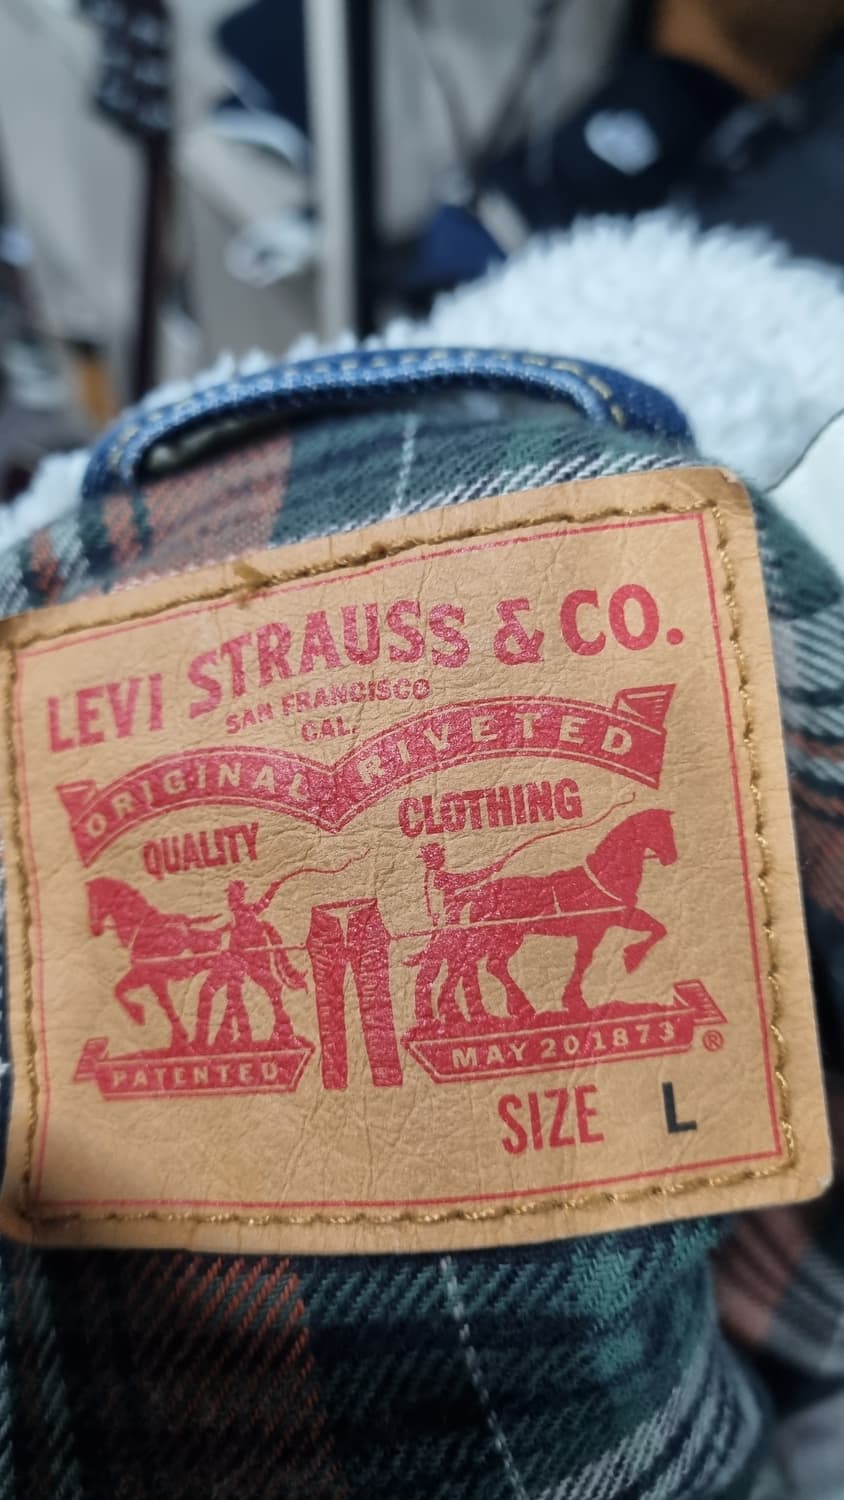 LEVI STRAUSS & CO.
SAN FRANCISCO
CAL.
ORIGINAL RIVETED
QUALITY CLOTHING
PATENTED MAY 20 1873 ®
SIZE L